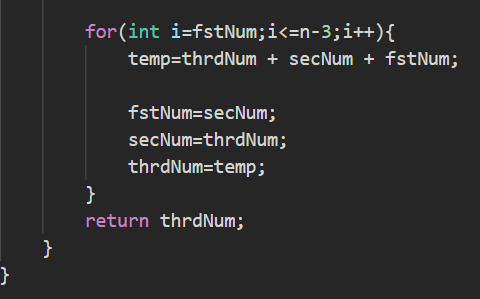 for(int i=fstNum;i<=n-3;i++){
temp=thrdNum + secNum + fstNum;
fstNum=secNum;
secNum=thrdNum;
thrdNum=temp;
}
return thrdNum;
}
}